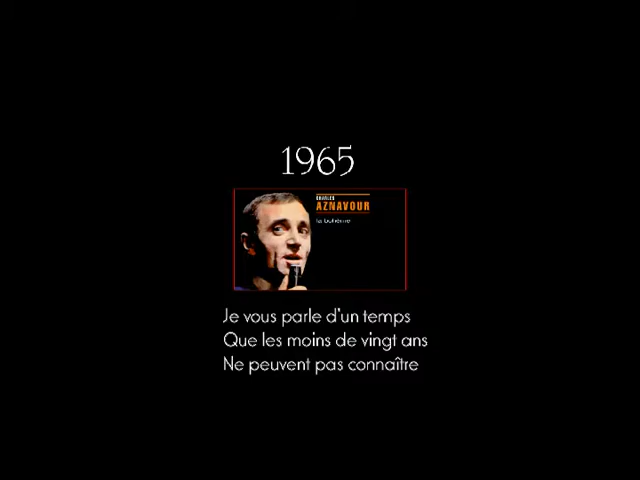 1965
CHARLES
AZNAVOUR
la bohème
Je vous parle d'un temps
Que les moins de vingt ans
Ne peuvent pas connaître